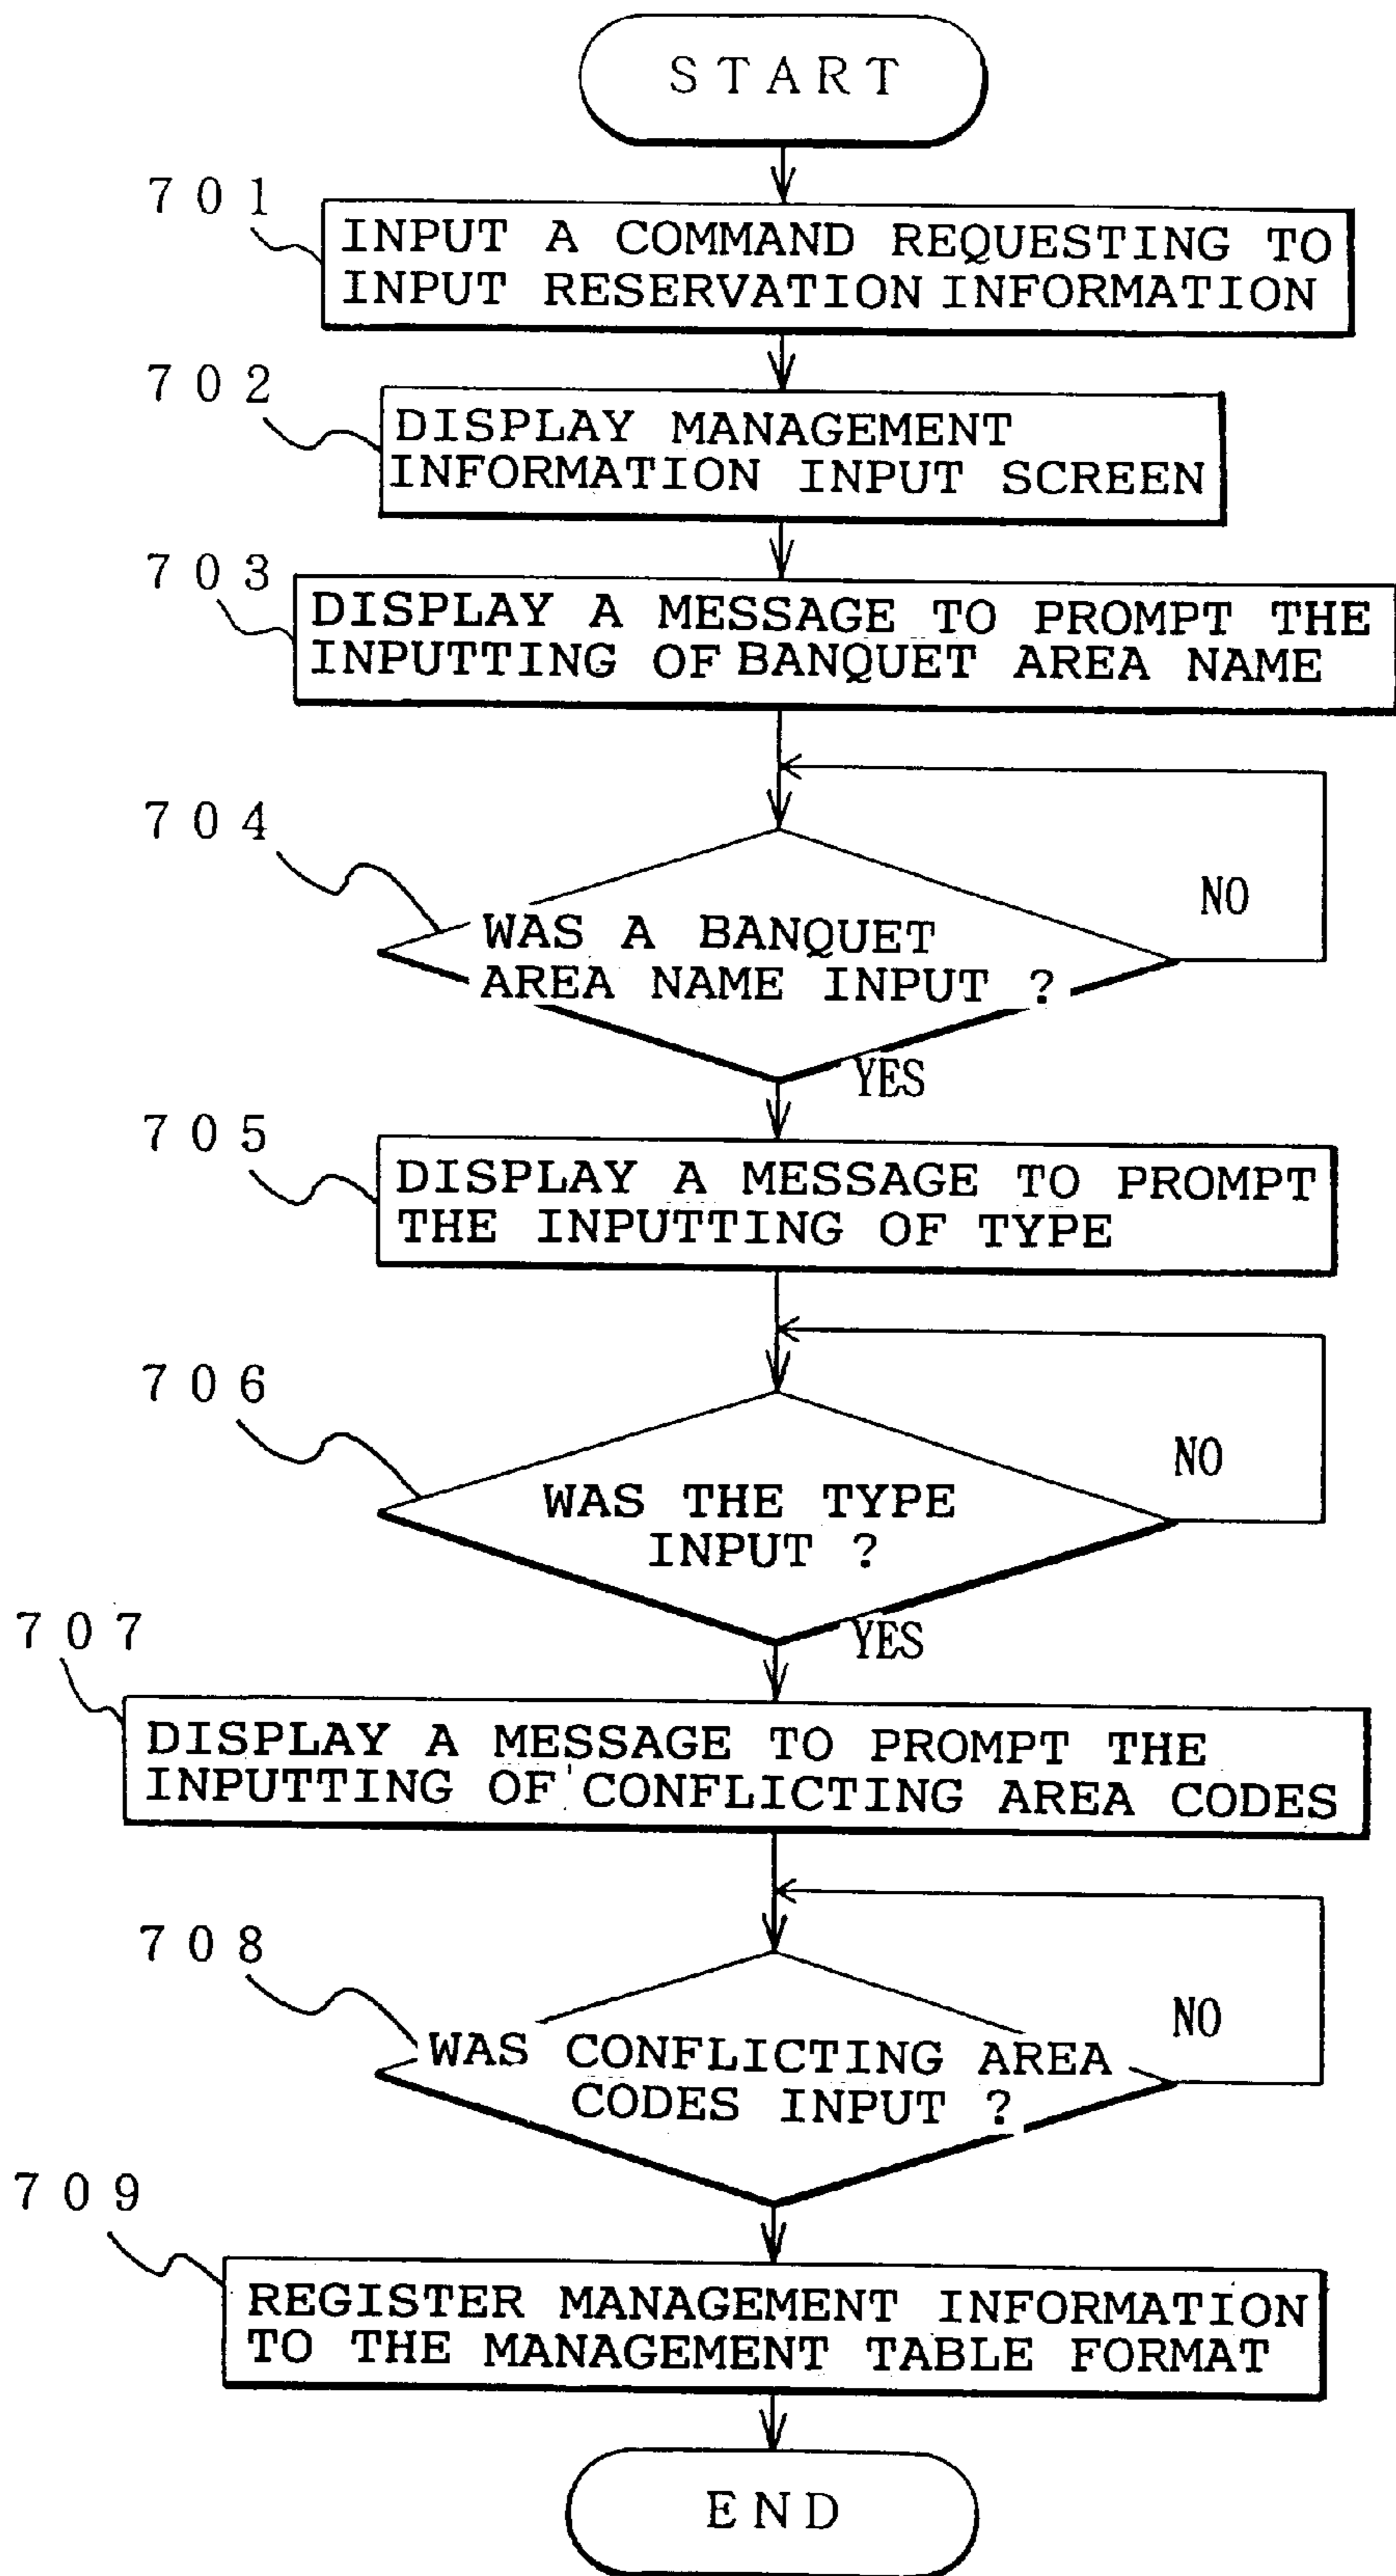 START
701
INPUT A COMMAND REQUESTING TO
INPUT RESERVATION INFORMATION
702
DISPLAY MANAGEMENT
INFORMATION INPUT SCREEN
703
DISPLAY A MESSAGE TO PROMPT THE
INPUTTING OF BANQUET AREA NAME
704
NO
WAS A BANQUET
AREA NAME INPUT ?
YES
705
DISPLAY A MESSAGE TO PROMPT
THE INPUTTING OF TYPE
706
NO
WAS THE TYPE
INPUT ?
YES
707
DISPLAY A MESSAGE TO PROMPT THE
INPUTTING OF CONFLICTING AREA CODES
708
NO
WAS CONFLICTING AREA
CODES INPUT ?
709
REGISTER MANAGEMENT INFORMATION
TO THE MANAGEMENT TABLE FORMAT
END